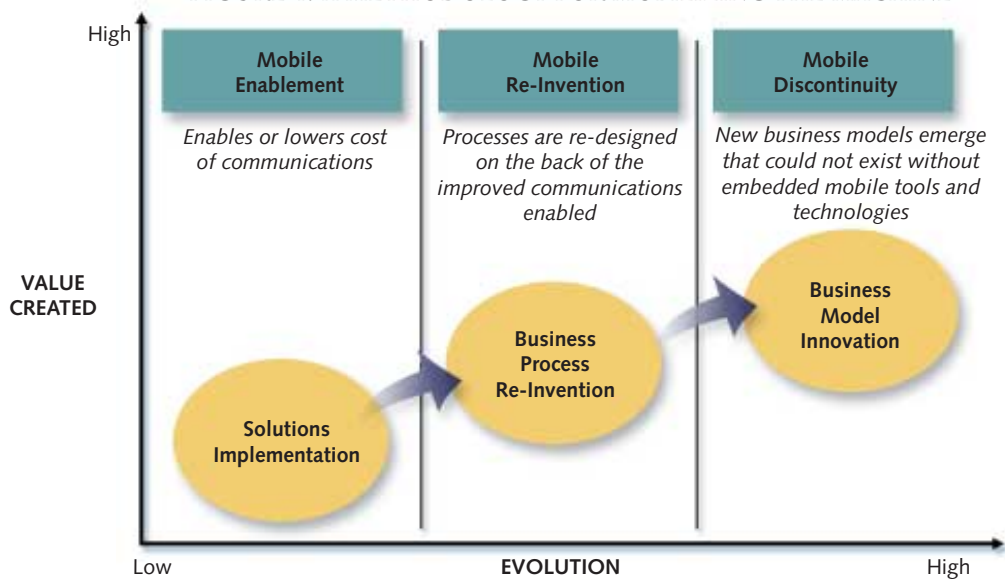 High
Mobile
Enablement
Mobile
Re-Invention
Mobile
Discontinuity
Enables or lowers cost
of communications
Processes are re-designed
on the back of the
improved communications
enabled
New business models emerge
that could not exist without
embedded mobile tools and
technologies
VALUE
CREATED
Solutions
Implementation
Business
Process
Re-Invention
Business
Model
Innovation
Low
EVOLUTION
High